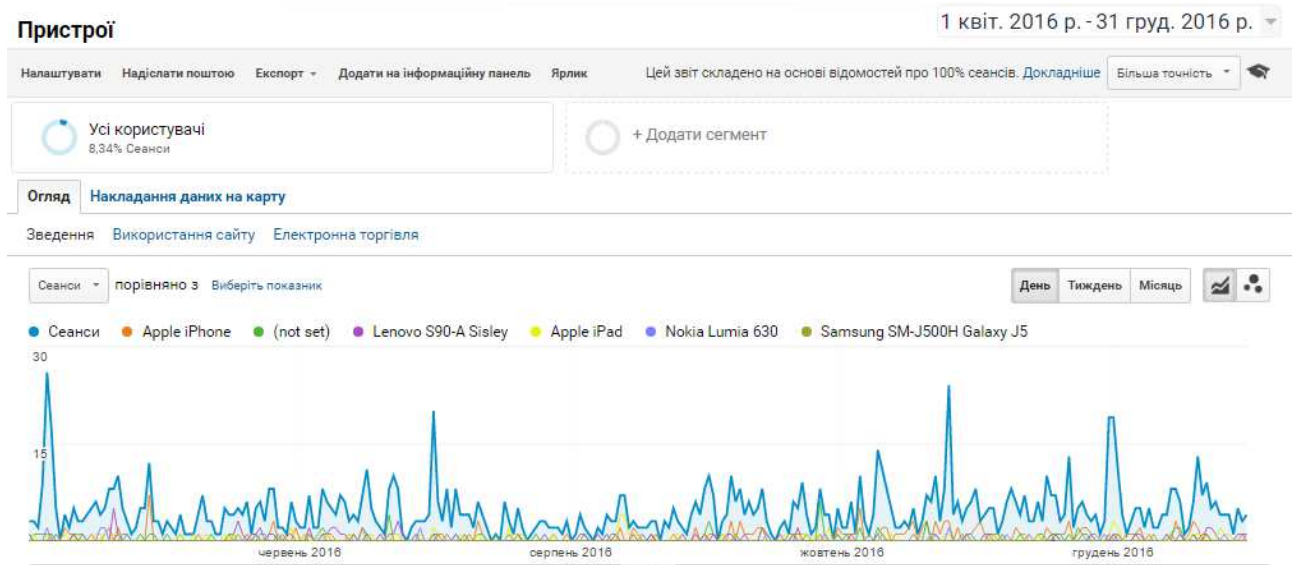 Пристрої
1 квіт. 2016 р. - 31 груд. 2016 р.
Налаштувати Надіслати поштою Експорт Додати на інформаційну панель Ярлик Цей звіт складено на основі відомостей про 100% сеансів. Докладніше Більша точність
Усі користувачі
8,34% Сеанси
+ Додати сегмент
Огляд Накладання даних на карту
Зведення Використання сайту Електронна торгівля
Сеанси порівняно з Виберіть показник
День Тиждень Місяць
Сеанси Apple iPhone (not set) Lenovo S90-A Sisley Apple iPad Nokia Lumia 630 Samsung SM-J500H Galaxy J5
30
15
червень 2016 серпень 2016 жовтень 2016 грудень 2016